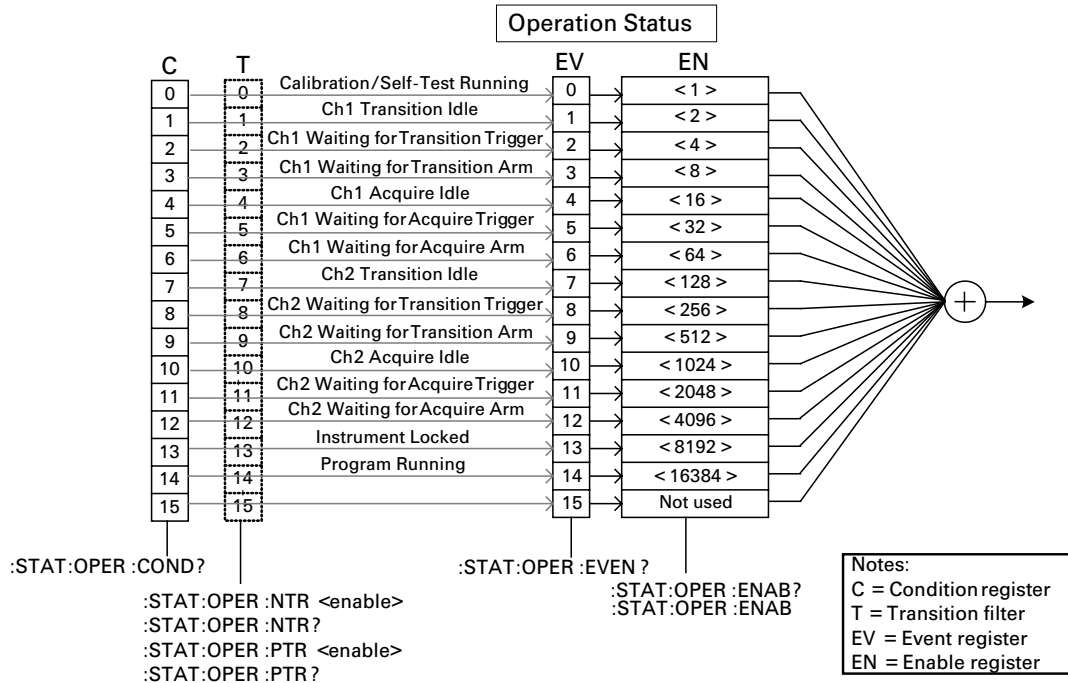 Operation Status
C T EV EN
0 0 Calibration/Self-Test Running 0 < 1 >
1 1 Ch1 Transition Idle 1 < 2 >
2 2 Ch1 Waiting for Transition Trigger 2 < 4 >
3 3 Ch1 Waiting for Transition Arm 3 < 8 >
4 4 Ch1 Acquire Idle 4 < 16 >
5 5 Ch1 Waiting for Acquire Trigger 5 < 32 >
6 6 Ch1 Waiting for Acquire Arm 6 < 64 >
7 7 Ch2 Transition Idle 7 < 128 >
8 8 Ch2 Waiting for Transition Trigger 8 < 256 >
9 9 Ch2 Waiting for Transition Arm 9 < 512 >
10 10 Ch2 Acquire Idle 10 < 1024 >
11 11 Ch2 Waiting for Acquire Trigger 11 < 2048 >
12 12 Ch2 Waiting for Acquire Arm 12 < 4096 >
13 13 Instrument Locked 13 < 8192 >
14 14 Program Running 14 < 16384 >
15 15 15 Not used
:STAT:OPER :COND?
:STAT:OPER :NTR <enable>
:STAT:OPER :NTR?
:STAT:OPER :PTR <enable>
:STAT:OPER :PTR?
:STAT:OPER :EVEN ?
:STAT:OPER :ENAB?
:STAT:OPER :ENAB
Notes:
C = Condition register
T = Transition filter
EV = Event register
EN = Enable register